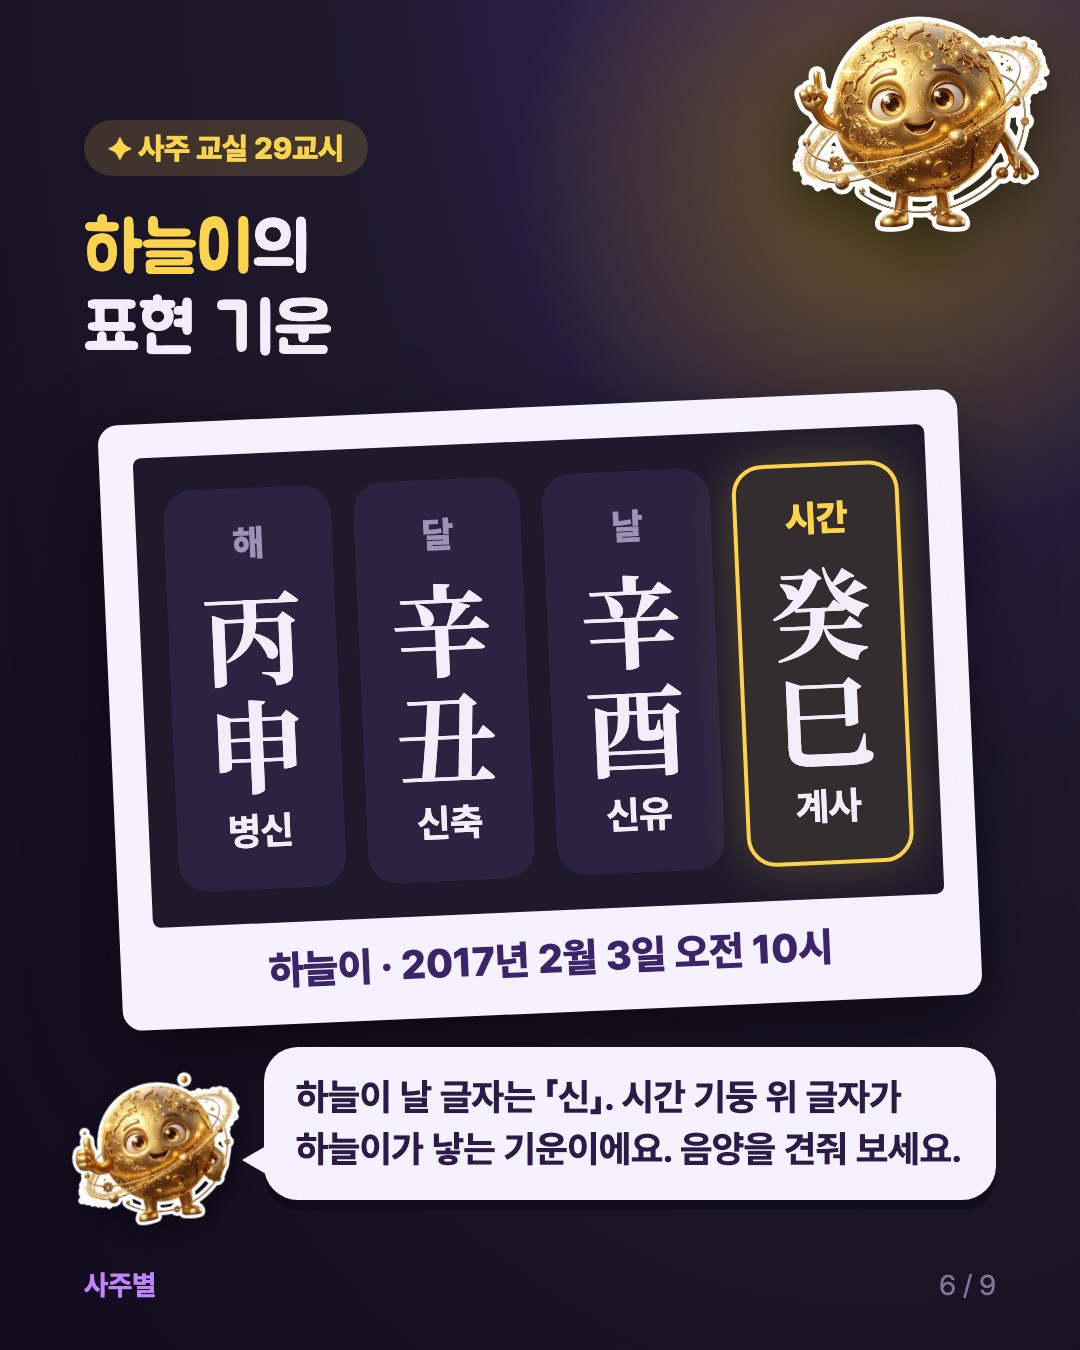 ✦ 사주 교실 29교시
하늘이의
표현 기운
해
丙
申
병신
달
辛
丑
신축
날
辛
酉
신유
시간
癸
巳
계사
하늘이 · 2017년 2월 3일 오전 10시
하늘이 날 글자는 「신」. 시간 기둥 위 글자가
하늘이가 낳는 기운이에요. 음양을 견줘 보세요.
사주별
6 / 9